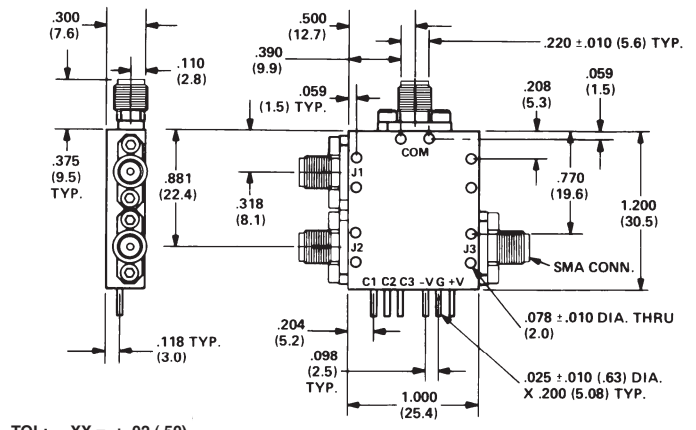 .300
(7.6)
.110
(2.8)
.375
(9.5)
TYP.
.881
(22.4)
.118 TYP.
(3.0)
.500
(12.7)
.390
(9.9)
.059
(1.5) TYP.
.318
(8.1)
.220 ±.010 (5.6) TYP.
.208
(5.3)
.059
(1.5)
COM
J1
J2
J3
.770
(19.6)
1.200
(30.5)
SMA CONN.
C1 C2 C3 -V G +V
.204
(5.2)
.098
(2.5)
TYP.
1.000
(25.4)
.078 ±.010 DIA. THRU
(2.0)
.025 ±.010 (.63) DIA.
X .200 (5.08) TYP.